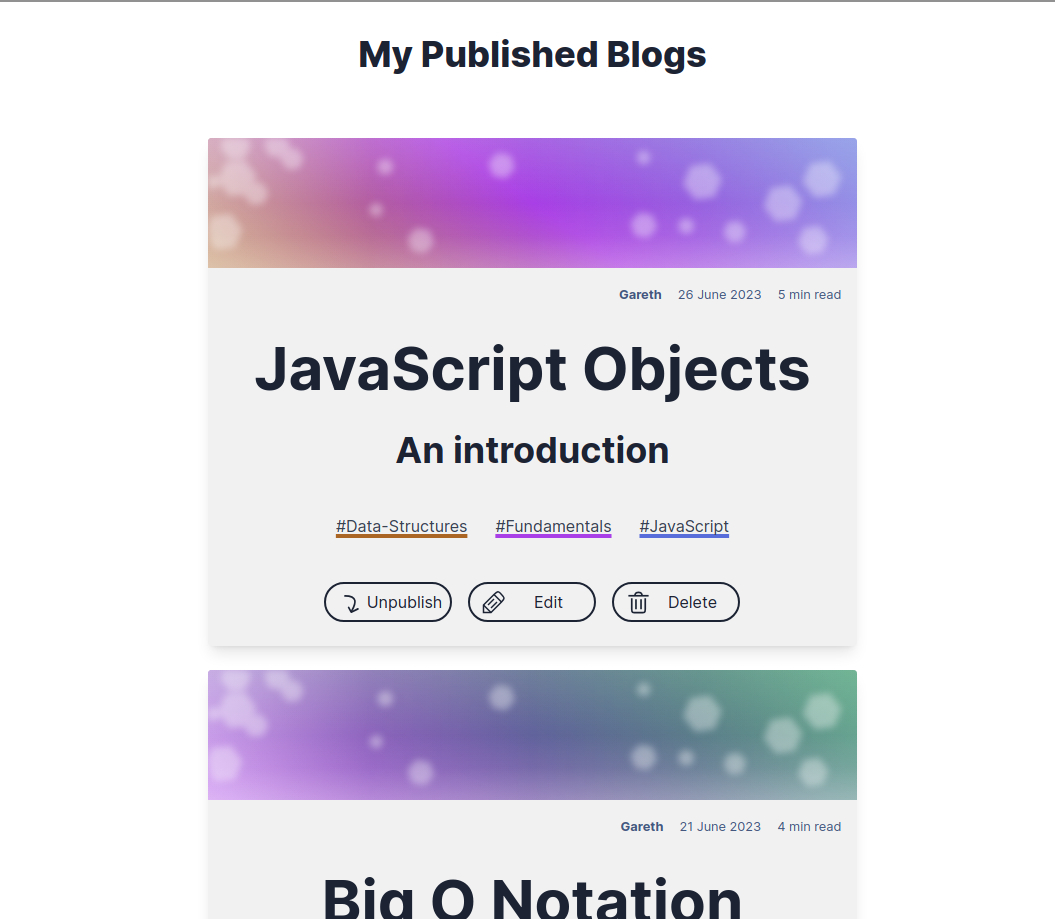 My Published Blogs
Gareth 26 June 2023 5 min read
JavaScript Objects
An introduction
#Data-Structures #Fundamentals #JavaScript
Unpublish Edit Delete
Gareth 21 June 2023 4 min read
Big O Notation